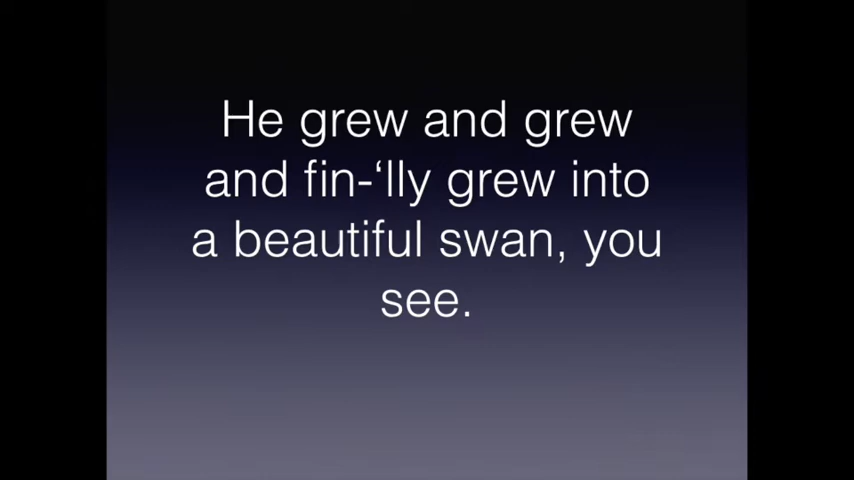 He grew and grew
and fin-‘lly grew into
a beautiful swan, you
see.